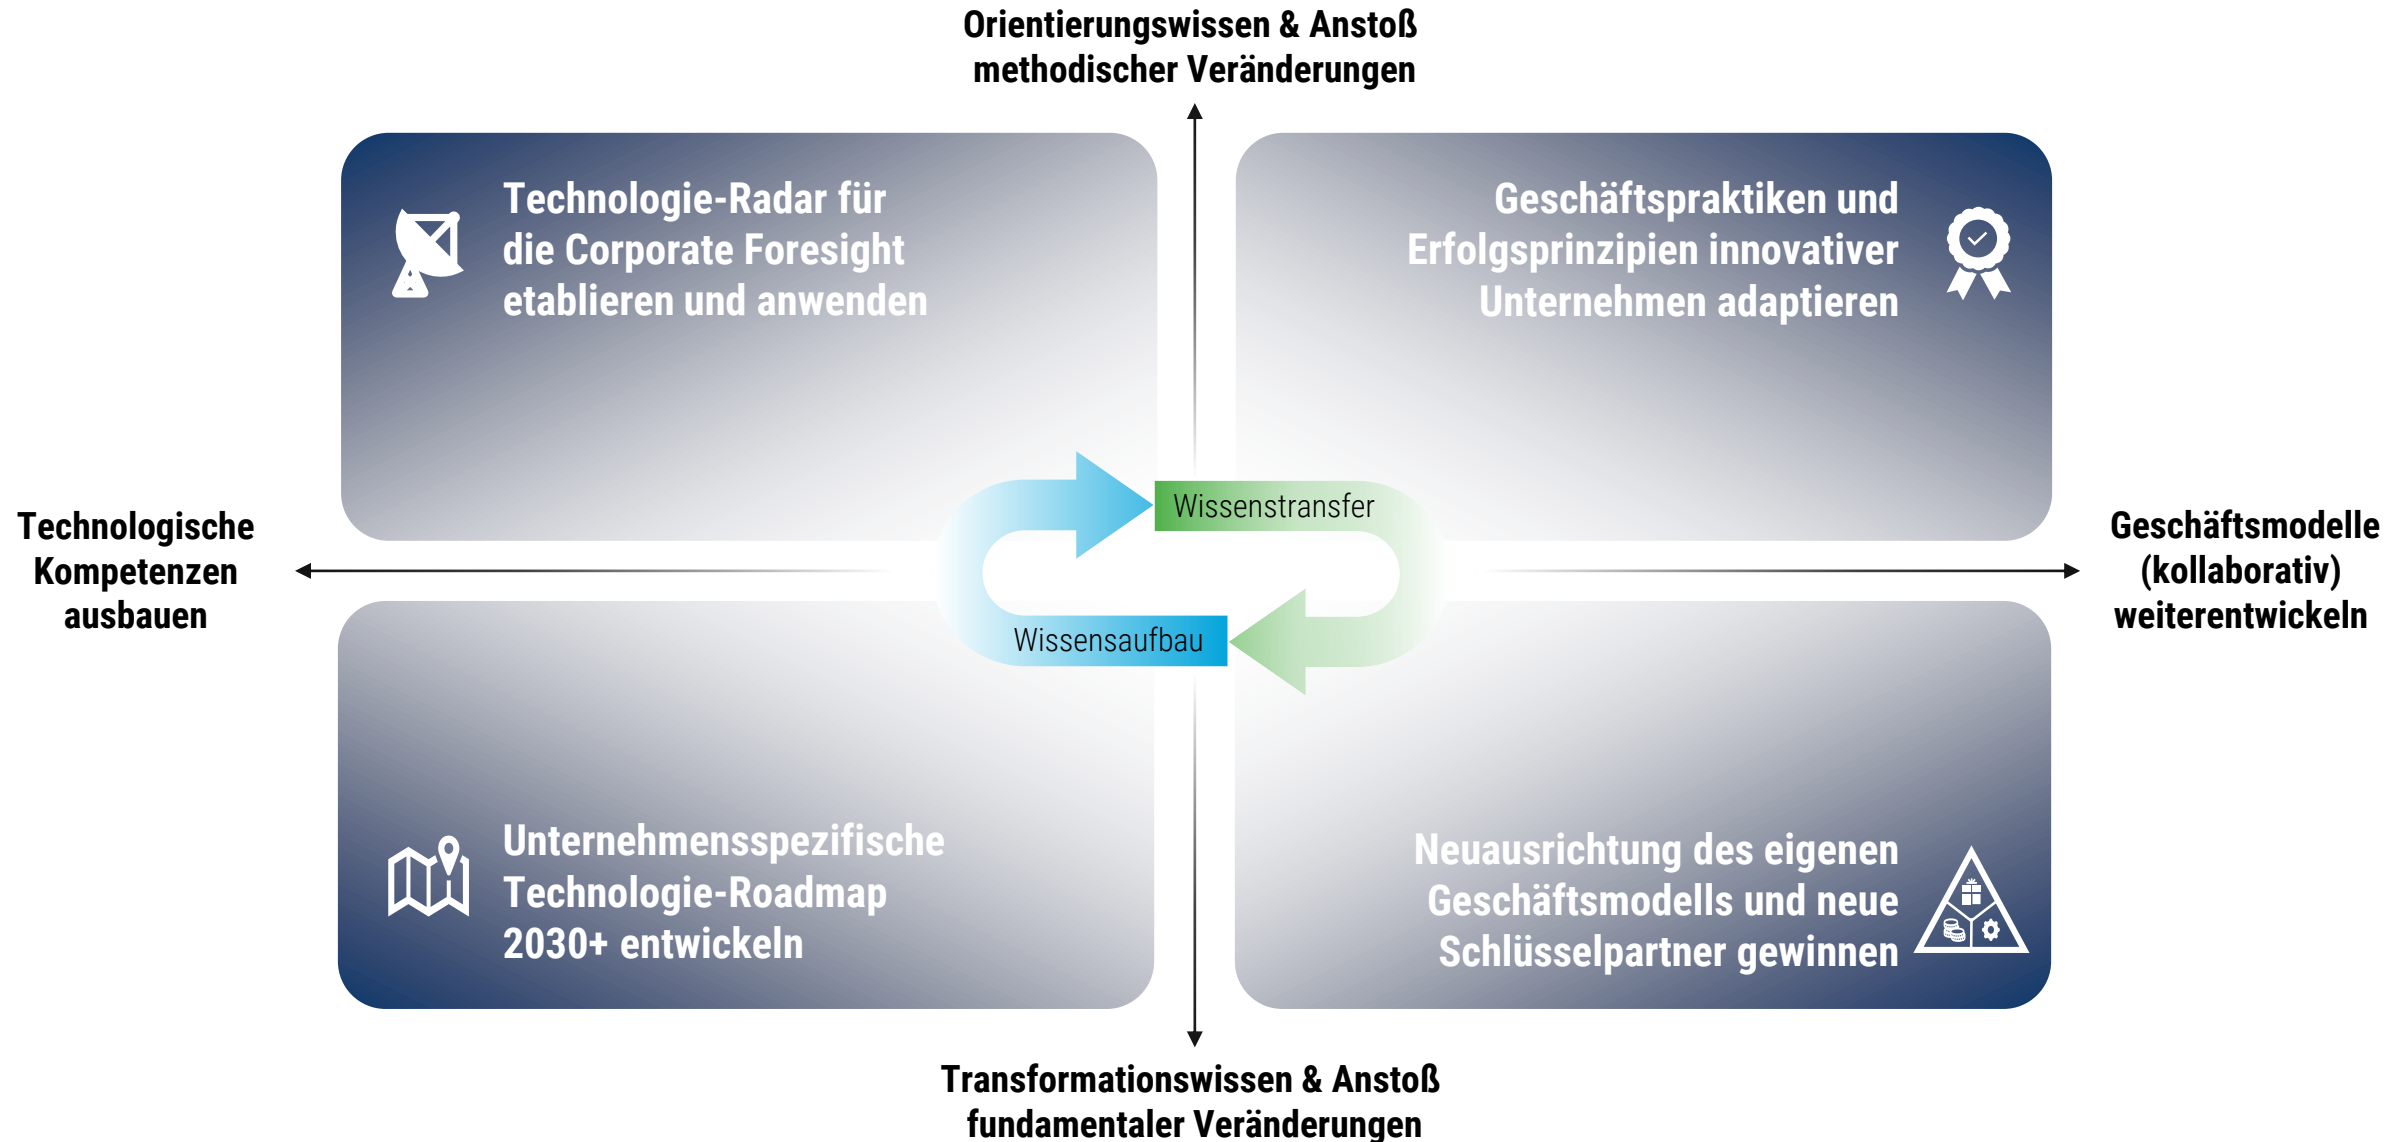 Orientierungswissen & Anstoß
methodischer Veränderungen
Technologie-Radar für
die Corporate Foresight
etablieren und anwenden
Geschäftspraktiken und
Erfolgsprinzipien innovativer
Unternehmen adaptieren
Technologische
Kompetenzen
ausbauen
Wissenstransfer
Wissensaufbau
Geschäftsmodelle
(kollaborativ)
weiterentwickeln
Unternehmensspezifische
Technologie-Roadmap
2030+ entwickeln
Neuausrichtung des eigenen
Geschäftsmodells und neue
Schlüsselpartner gewinnen
Transformationswissen & Anstoß
fundamentaler Veränderungen